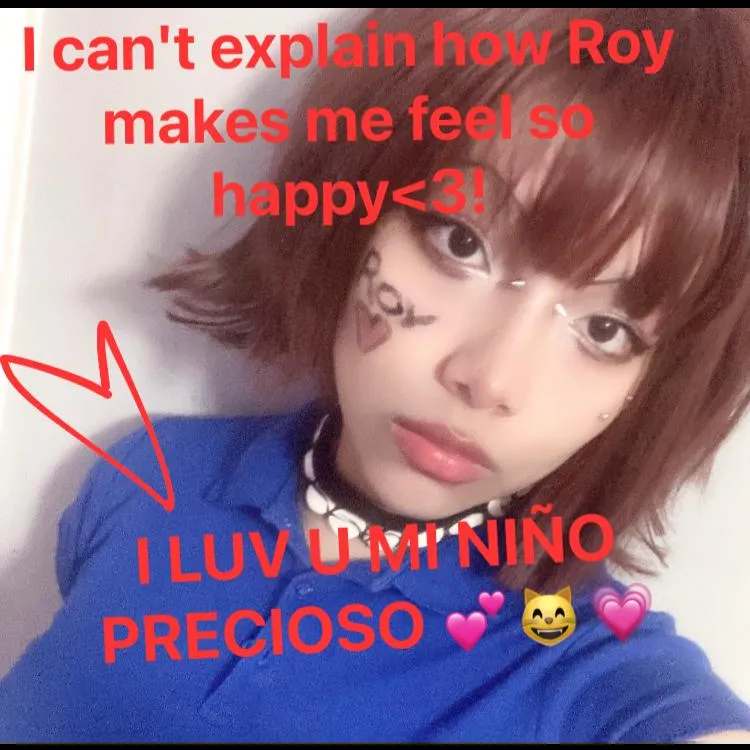 I can't explain how Roy
makes me feel so
happy<3!
ROY
I LUV U MI NIÑO
PRECIOSO 💕 😸 💗